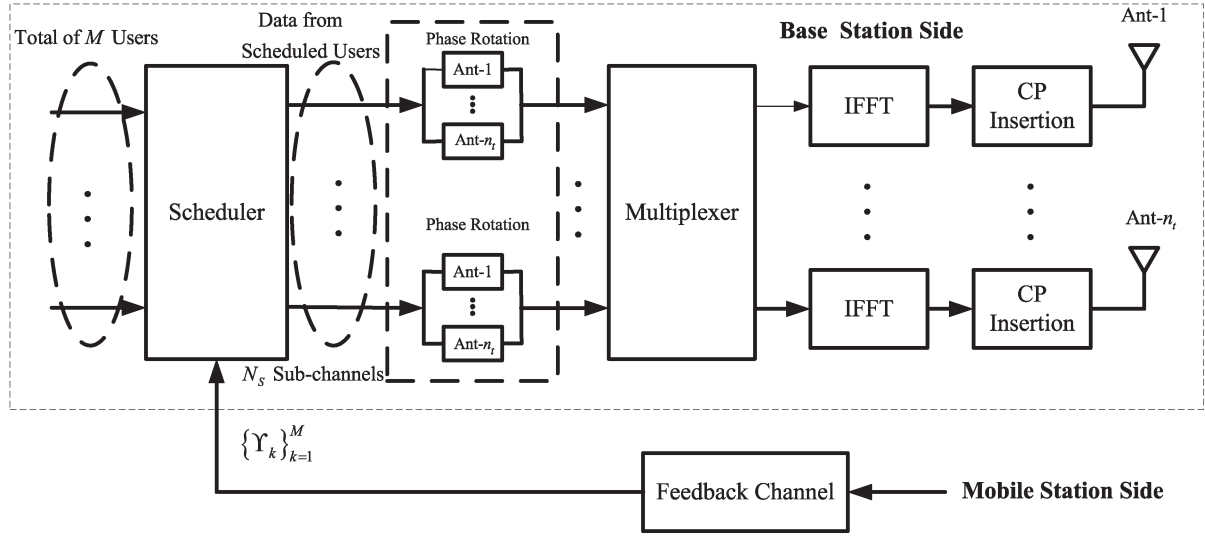 Total of M Users
Data from
Scheduled Users
Phase Rotation
Ant-1
Ant-n_t
Phase Rotation
Ant-1
Ant-n_t
Scheduler
N_S Sub-channels
Multiplexer
Base Station Side
IFFT
CP
Insertion
Ant-1
IFFT
CP
Insertion
Ant-n_t
{ϒ_k}_{k=1}^M
Feedback Channel
Mobile Station Side